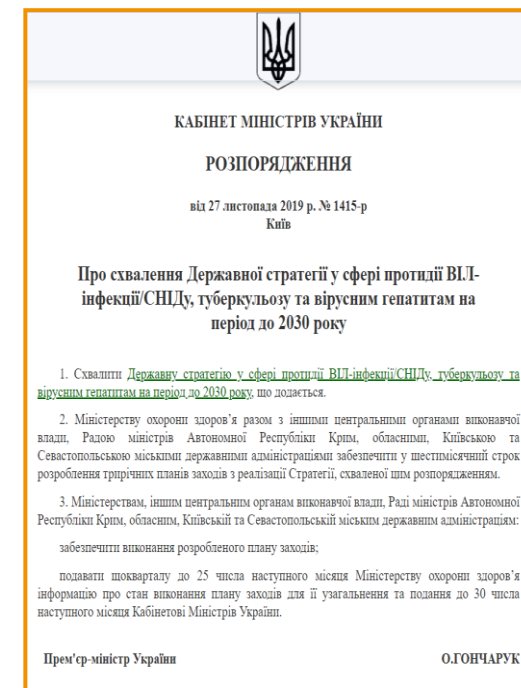 КАБІНЕТ МІНІСТРІВ УКРАЇНИ
РОЗПОРЯДЖЕННЯ
від 27 листопада 2019 р. № 1415-р
Київ
Про схвалення Державної стратегії у сфері протидії ВІЛ-
інфекції/СНІДу, туберкульозу та вірусним гепатитам на
період до 2030 року
1. Схвалити Державну стратегію у сфері протидії ВІЛ-інфекції/СНІДу, туберкульозу та
вірусним гепатитам на період до 2030 року, що додається.
2. Міністерству охорони здоров’я разом з іншими центральними органами виконавчої
влади, Радою міністрів Автономної Республіки Крим, обласними, Київською та
Севастопольською міськими державними адміністраціями забезпечити у шестимісячний строк
розроблення трирічних планів заходів з реалізації Стратегії, схваленої цим розпорядженням.
3. Міністерствам, іншим центральним органам виконавчої влади, Раді міністрів Автономної
Республіки Крим, обласним, Київській та Севастопольській міським державним адміністраціям:
забезпечити виконання розробленого плану заходів;
подавати щокварталу до 25 числа наступного місяця Міністерству охорони здоров’я
інформацію про стан виконання плану заходів для її узагальнення та подання до 30 числа
наступного місяця Кабінетові Міністрів України.
Прем'єр-міністр України О.ГОНЧАРУК